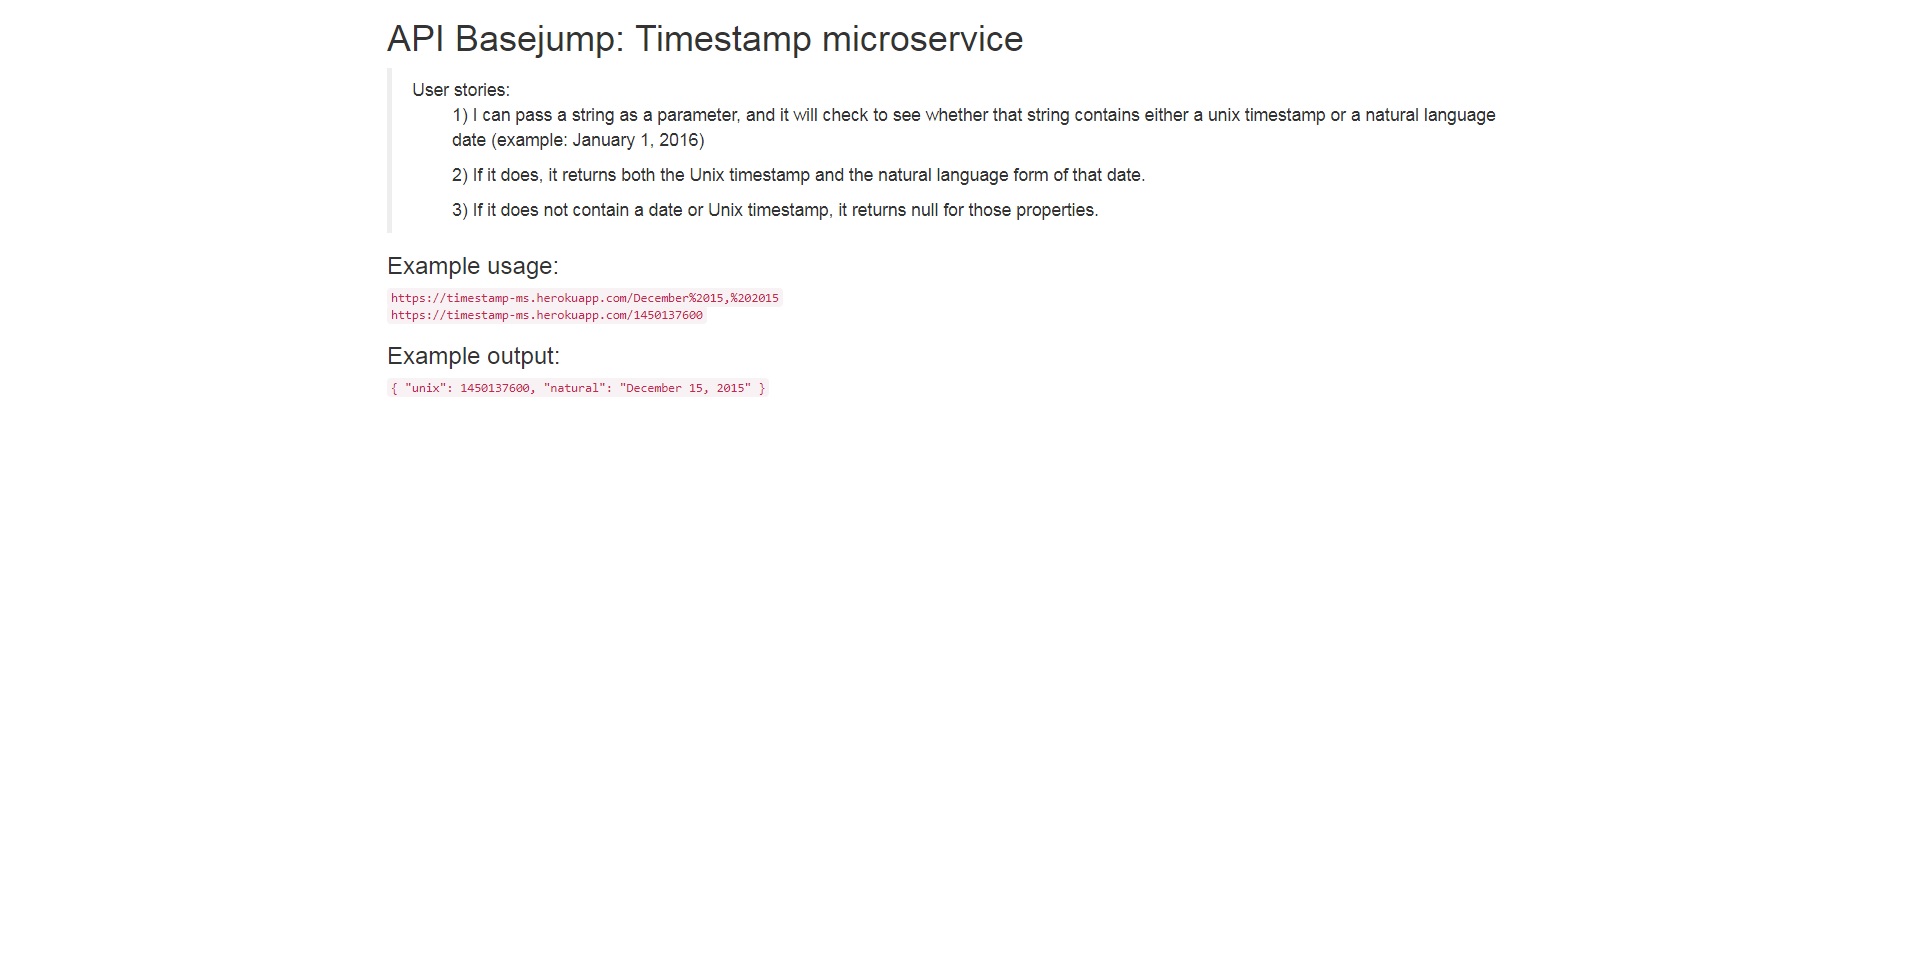 API Basejump: Timestamp microservice
User stories:
1) I can pass a string as a parameter, and it will check to see whether that string contains either a unix timestamp or a natural language
date (example: January 1, 2016)
2) If it does, it returns both the Unix timestamp and the natural language form of that date.
3) If it does not contain a date or Unix timestamp, it returns null for those properties.
Example usage:
https://timestamp-ms.herokuapp.com/December%2015,%202015
https://timestamp-ms.herokuapp.com/1450137600
Example output:
{ "unix": 1450137600, "natural": "December 15, 2015" }